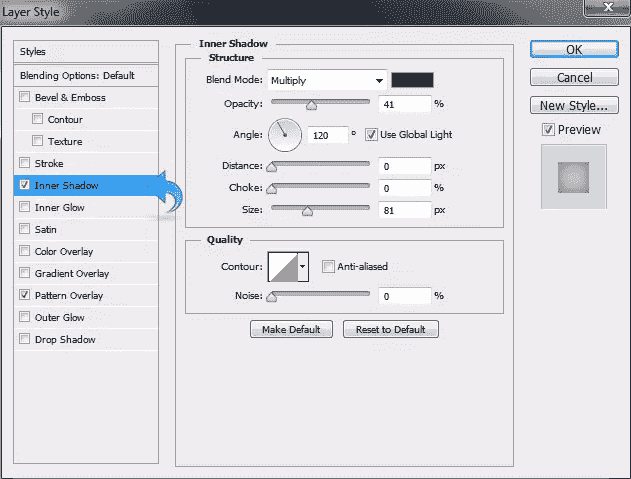 Layer Style
Styles
Blending Options: Default
Bevel & Emboss
Contour
Texture
Stroke
Inner Shadow
Inner Glow
Satin
Color Overlay
Gradient Overlay
Pattern Overlay
Outer Glow
Drop Shadow
Inner Shadow
Structure
Blend Mode: Multiply
Opacity: 41 %
Angle: 120 ° Use Global Light
Distance: 0 px
Choke: 0 %
Size: 81 px
Quality
Contour: Anti-aliased
Noise: 0 %
Make Default Reset to Default
OK
Cancel
New Style...
Preview